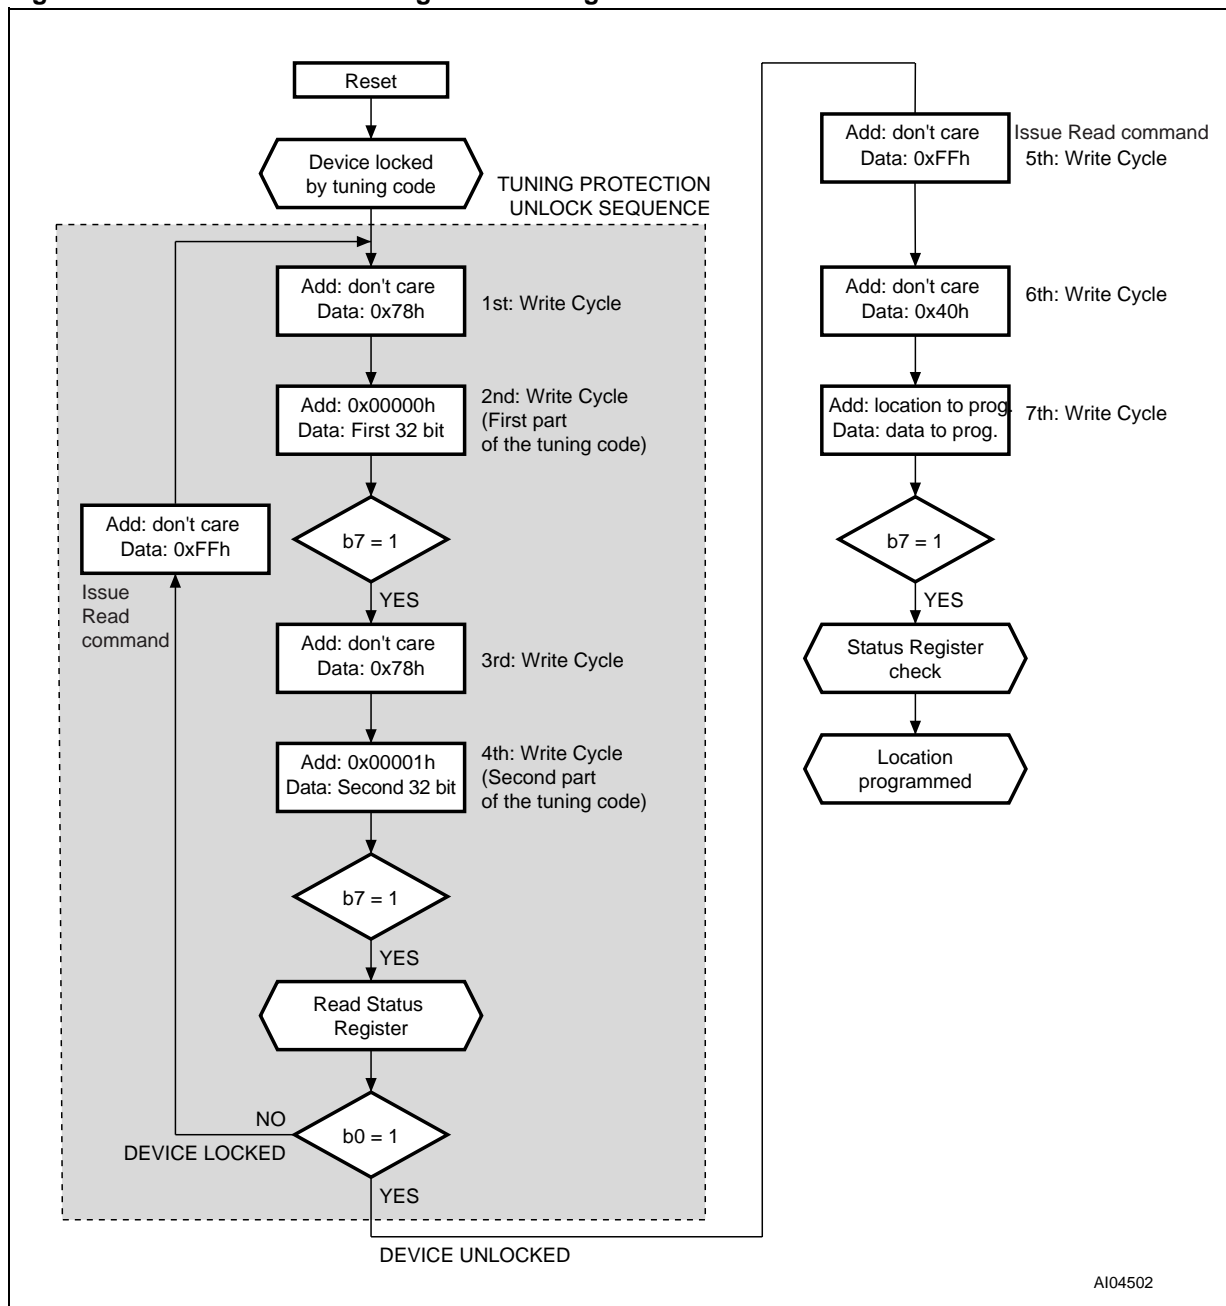 Reset
Device locked
by tuning code
TUNING PROTECTION
UNLOCK SEQUENCE
Add: don't care
Data: 0x78h
1st: Write Cycle
Add: 0x00000h
Data: First 32 bit
2nd: Write Cycle
(First part
of the tuning code)
b7 = 1
YES
Add: don't care
Data: 0xFFh
Issue
Read
command
Add: don't care
Data: 0x78h
3rd: Write Cycle
Add: 0x00001h
Data: Second 32 bit
4th: Write Cycle
(Second part
of the tuning code)
b7 = 1
YES
Read Status
Register
b0 = 1
NO
DEVICE LOCKED
YES
DEVICE UNLOCKED
Add: don't care
Data: 0xFFh
Issue Read command
5th: Write Cycle
Add: don't care
Data: 0x40h
6th: Write Cycle
Add: location to prog.
Data: data to prog.
7th: Write Cycle
b7 = 1
YES
Status Register
check
Location
programmed
AI04502